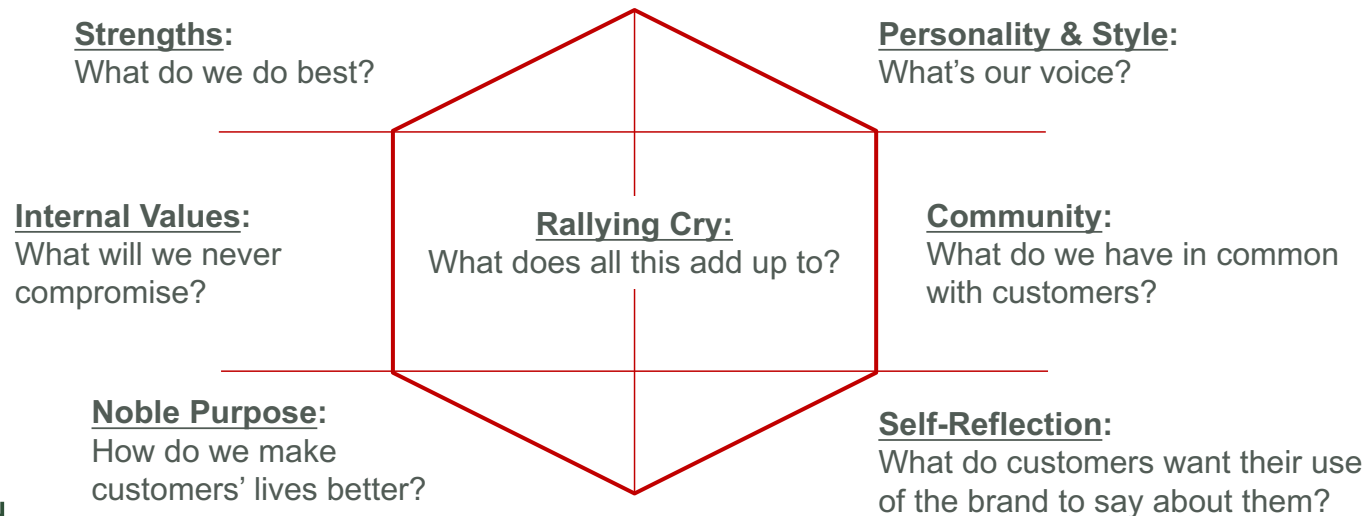 Strengths:
What do we do best?
Personality & Style:
What’s our voice?
Internal Values:
What will we never
compromise?
Rallying Cry:
What does all this add up to?
Community:
What do we have in common
with customers?
Noble Purpose:
How do we make
customers’ lives better?
Self-Reflection:
What do customers want their use
of the brand to say about them?